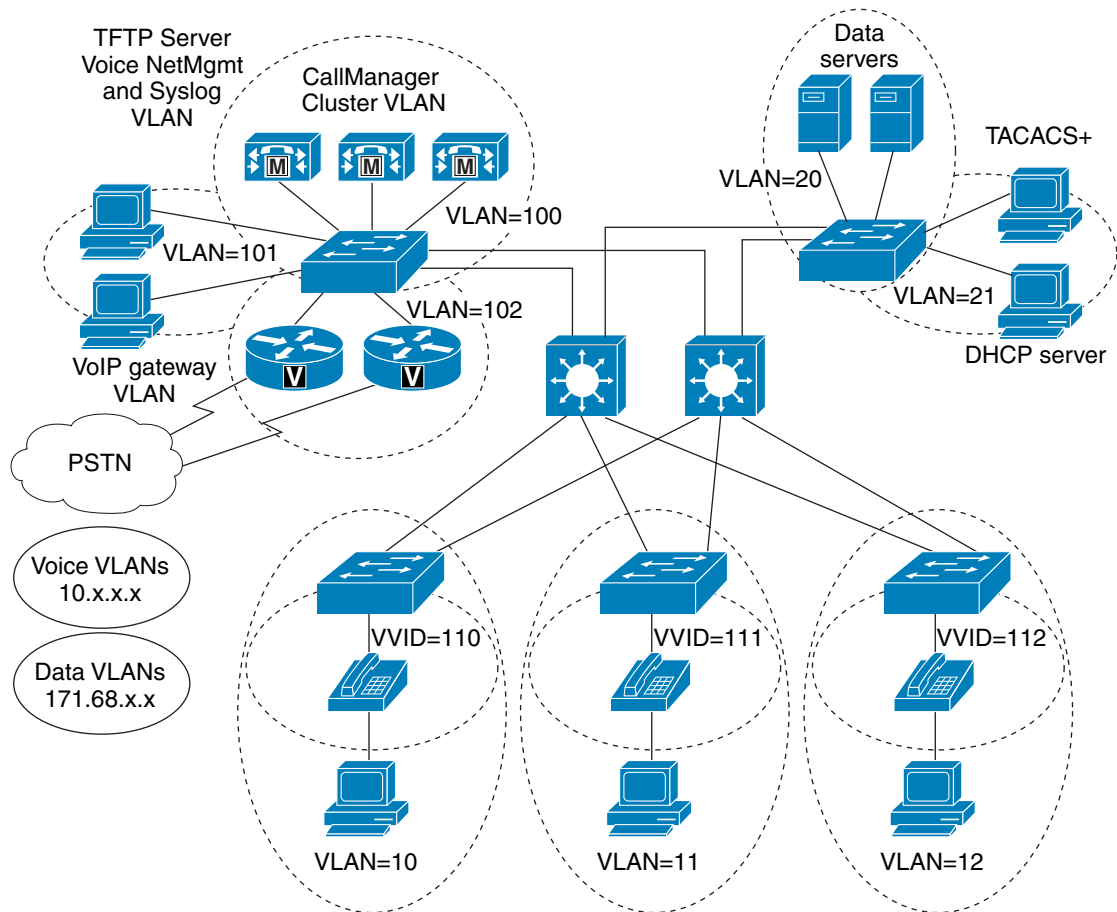 TFTP Server
Voice NetMgmt
and Syslog
VLAN
CallManager
Cluster VLAN
M
M
M
VLAN=100
VLAN=101
VLAN=102
VoIP gateway
VLAN
V
V
PSTN
Data
servers
VLAN=20
TACACS+
VLAN=21
DHCP server
Voice VLANs
10.x.x.x
Data VLANs
171.68.x.x
VVID=110
VVID=111
VVID=112
VLAN=10
VLAN=11
VLAN=12